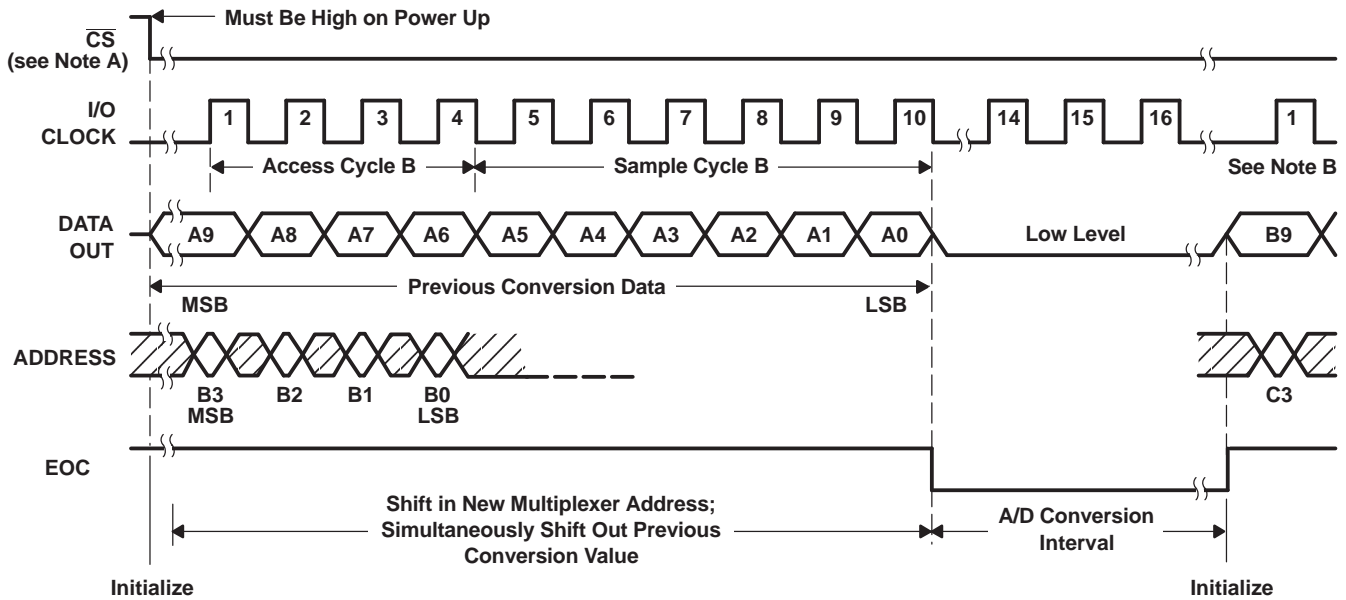 Must Be High on Power Up
CS
(see Note A)
I/O
CLOCK
1 2 3 4 5 6 7 8 9 10 14 15 16 1
Access Cycle B
Sample Cycle B
See Note B
DATA
OUT
A9 A8 A7 A6 A5 A4 A3 A2 A1 A0 Low Level B9
Previous Conversion Data
MSB
LSB
ADDRESS
B3 B2 B1 B0 C3
MSB LSB
EOC
Shift in New Multiplexer Address;
Simultaneously Shift Out Previous
Conversion Value
A/D Conversion
Interval
Initialize
Initialize